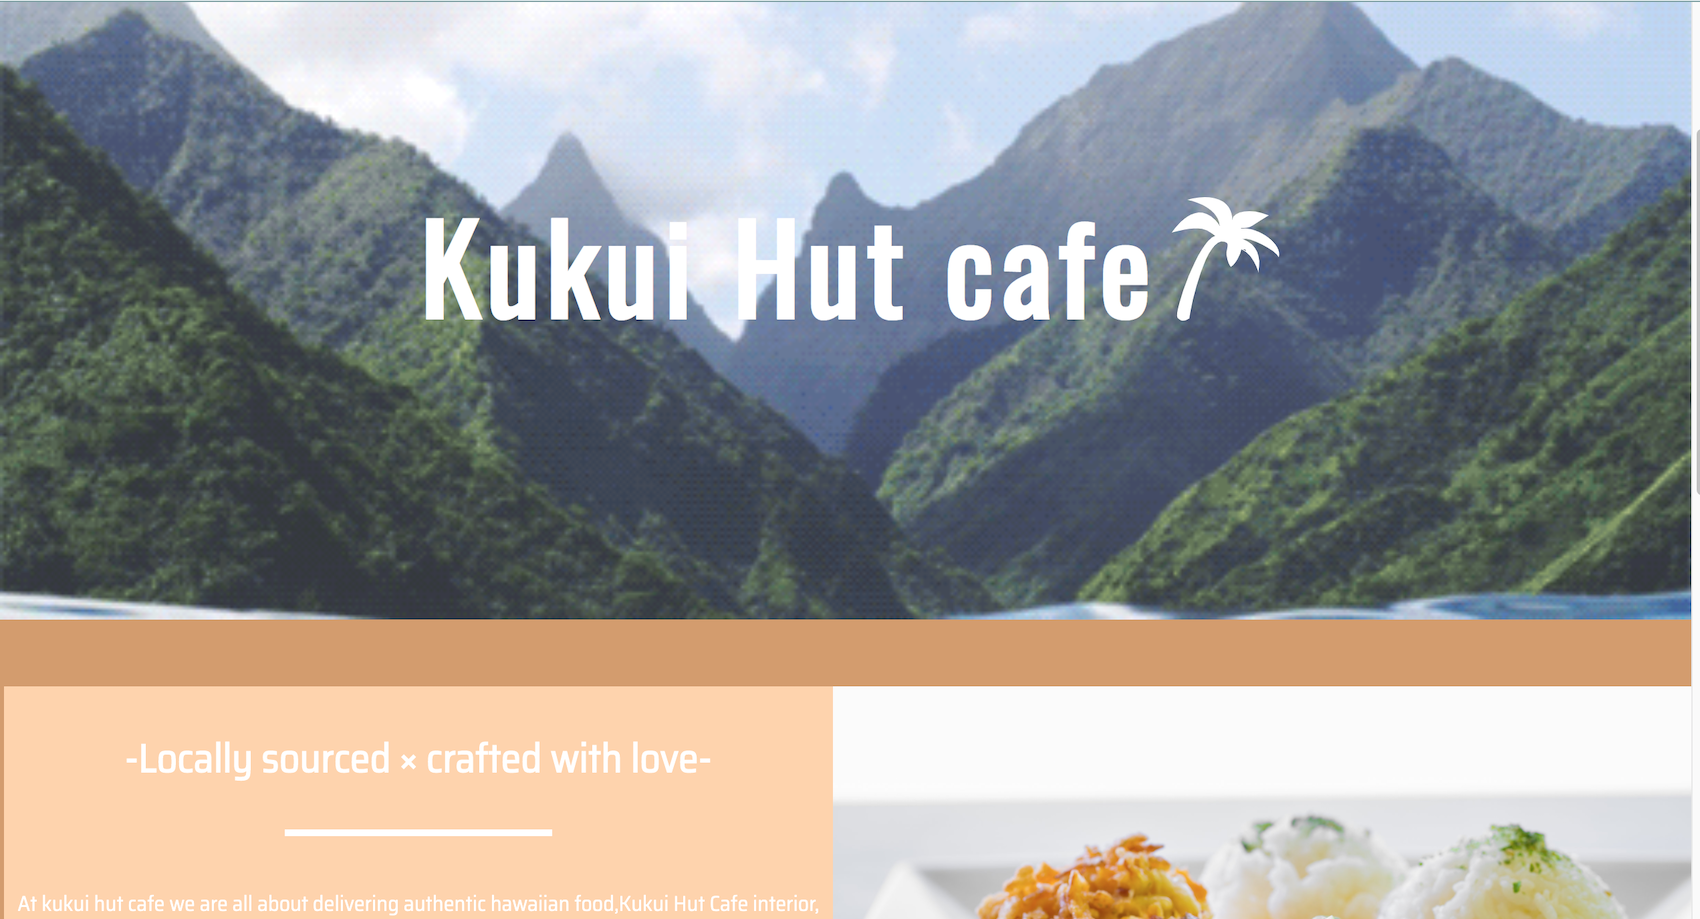 Kukui Hut cafe
-Locally sourced × crafted with love-
At kukui hut cafe we are all about delivering authentic hawaiian food,Kukui Hut Cafe interior,